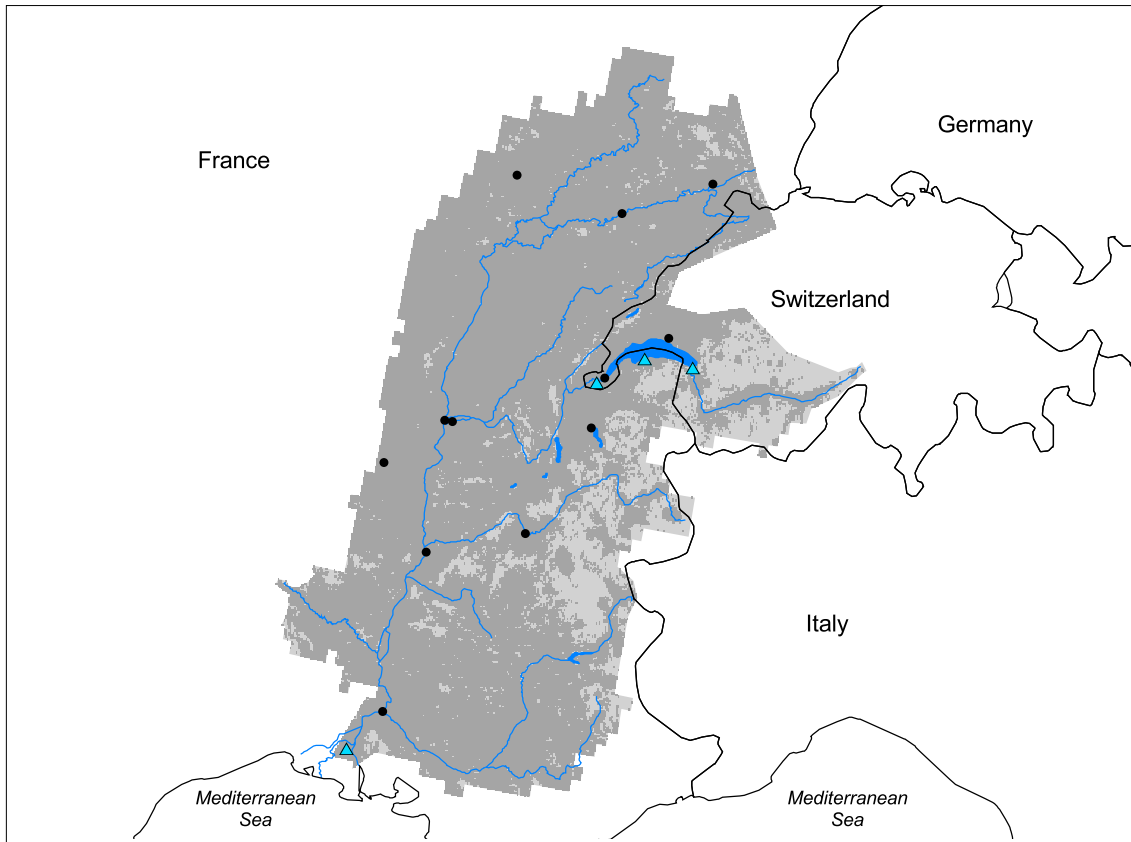 Germany
France
Switzerland
Italy
Mediterranean
Sea
Mediterranean
Sea